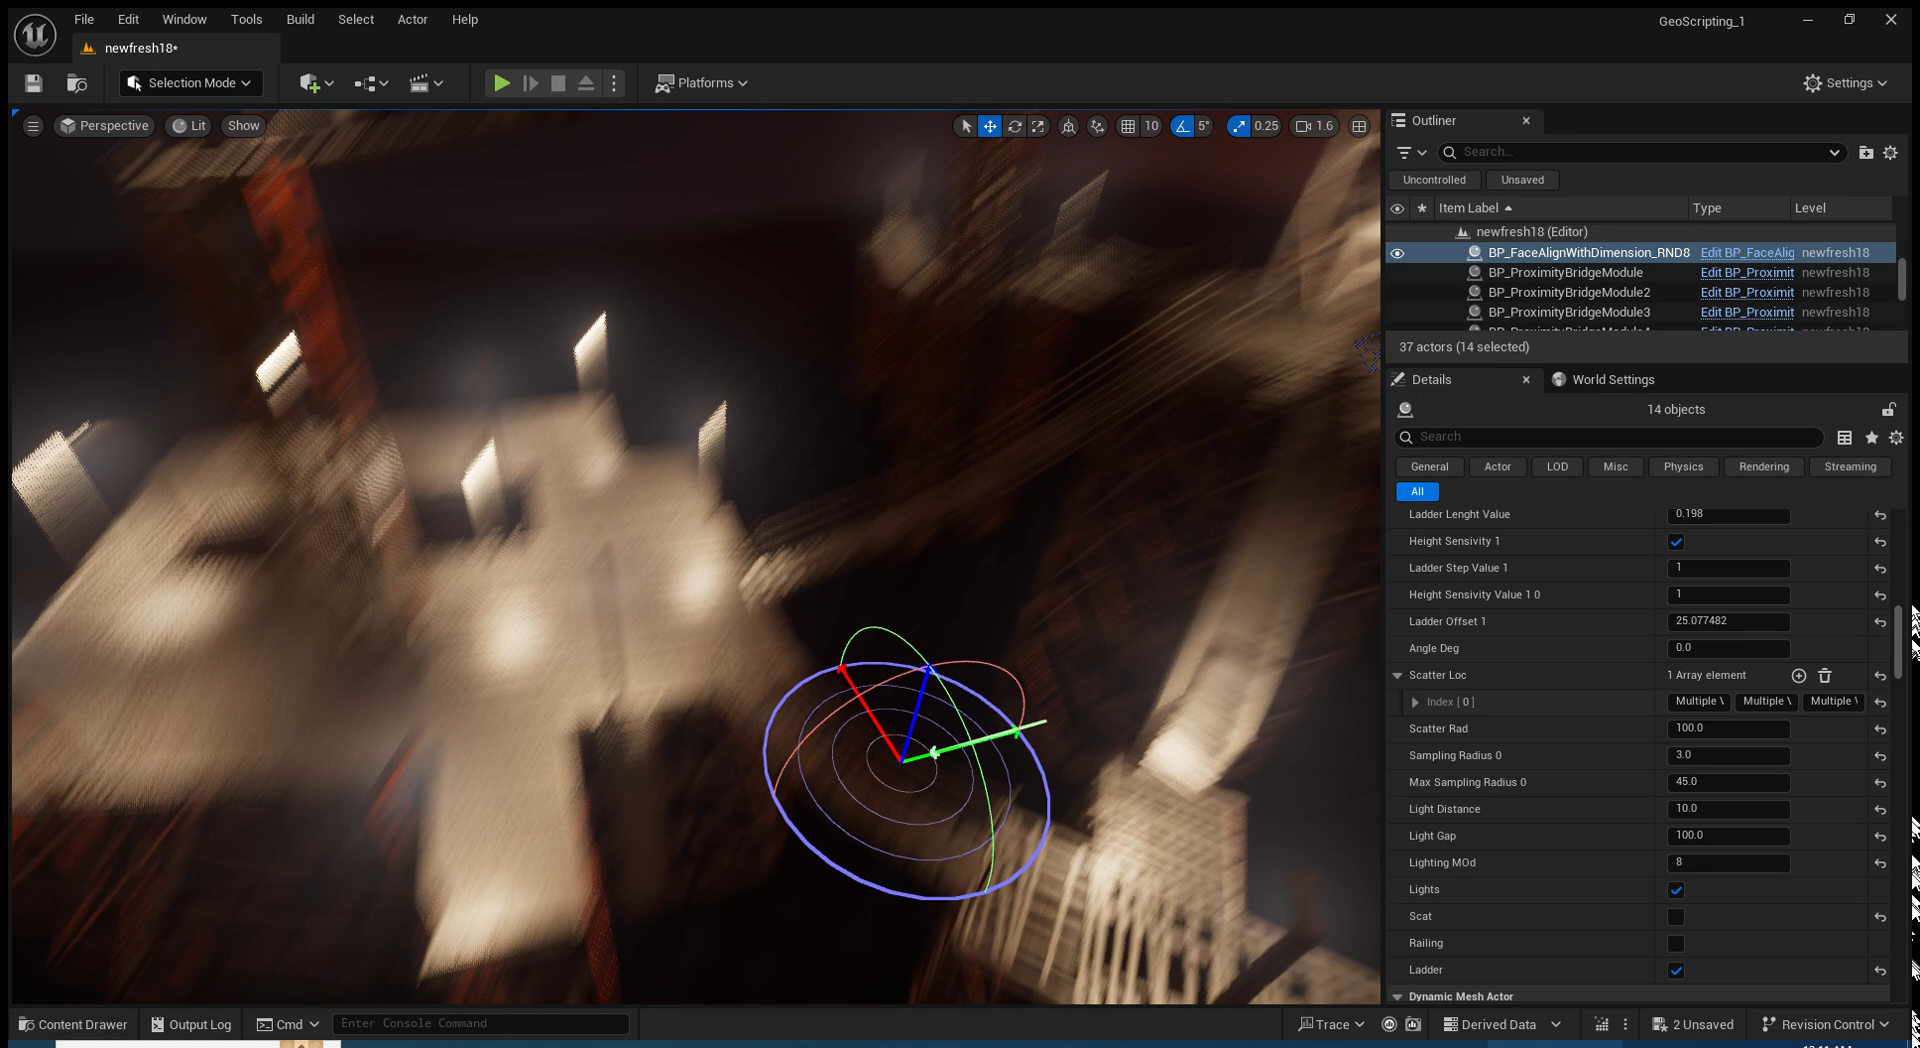 File Edit Window Tools Build Select Actor Help
GeoScripting_1
newfresh18*
Selection Mode
Platforms
Settings
Perspective Lit Show
10 5° 0.25 1.6
Outliner
Search...
Uncontrolled Unsaved
Item Label Type Level
newfresh18 (Editor)
BP_FaceAlignWithDimension_RND8 Edit BP_FaceAlig newfresh18
BP_ProximityBridgeModule Edit BP_Proximit newfresh18
BP_ProximityBridgeModule2 Edit BP_Proximit newfresh18
BP_ProximityBridgeModule3 Edit BP_Proximit newfresh18
37 actors (14 selected)
Details World Settings
14 objects
Search
General Actor LOD Misc Physics Rendering Streaming
All
Ladder Lenght Value 0.198
Height Sensivity 1
Ladder Step Value 1 1
Height Sensivity Value 1 0 1
Ladder Offset 1 25.077482
Angle Deg 0.0
Scatter Loc 1 Array element
Index [ 0 ] Multiple \ Multiple \ Multiple \
Scatter Rad 100.0
Sampling Radius 0 3.0
Max Sampling Radius 0 45.0
Light Distance 10.0
Light Gap 100.0
Lighting MOd 8
Lights
Scat
Railing
Ladder
Dynamic Mesh Actor
Content Drawer Output Log Cmd Enter Console Command Trace Derived Data 2 Unsaved Revision Control